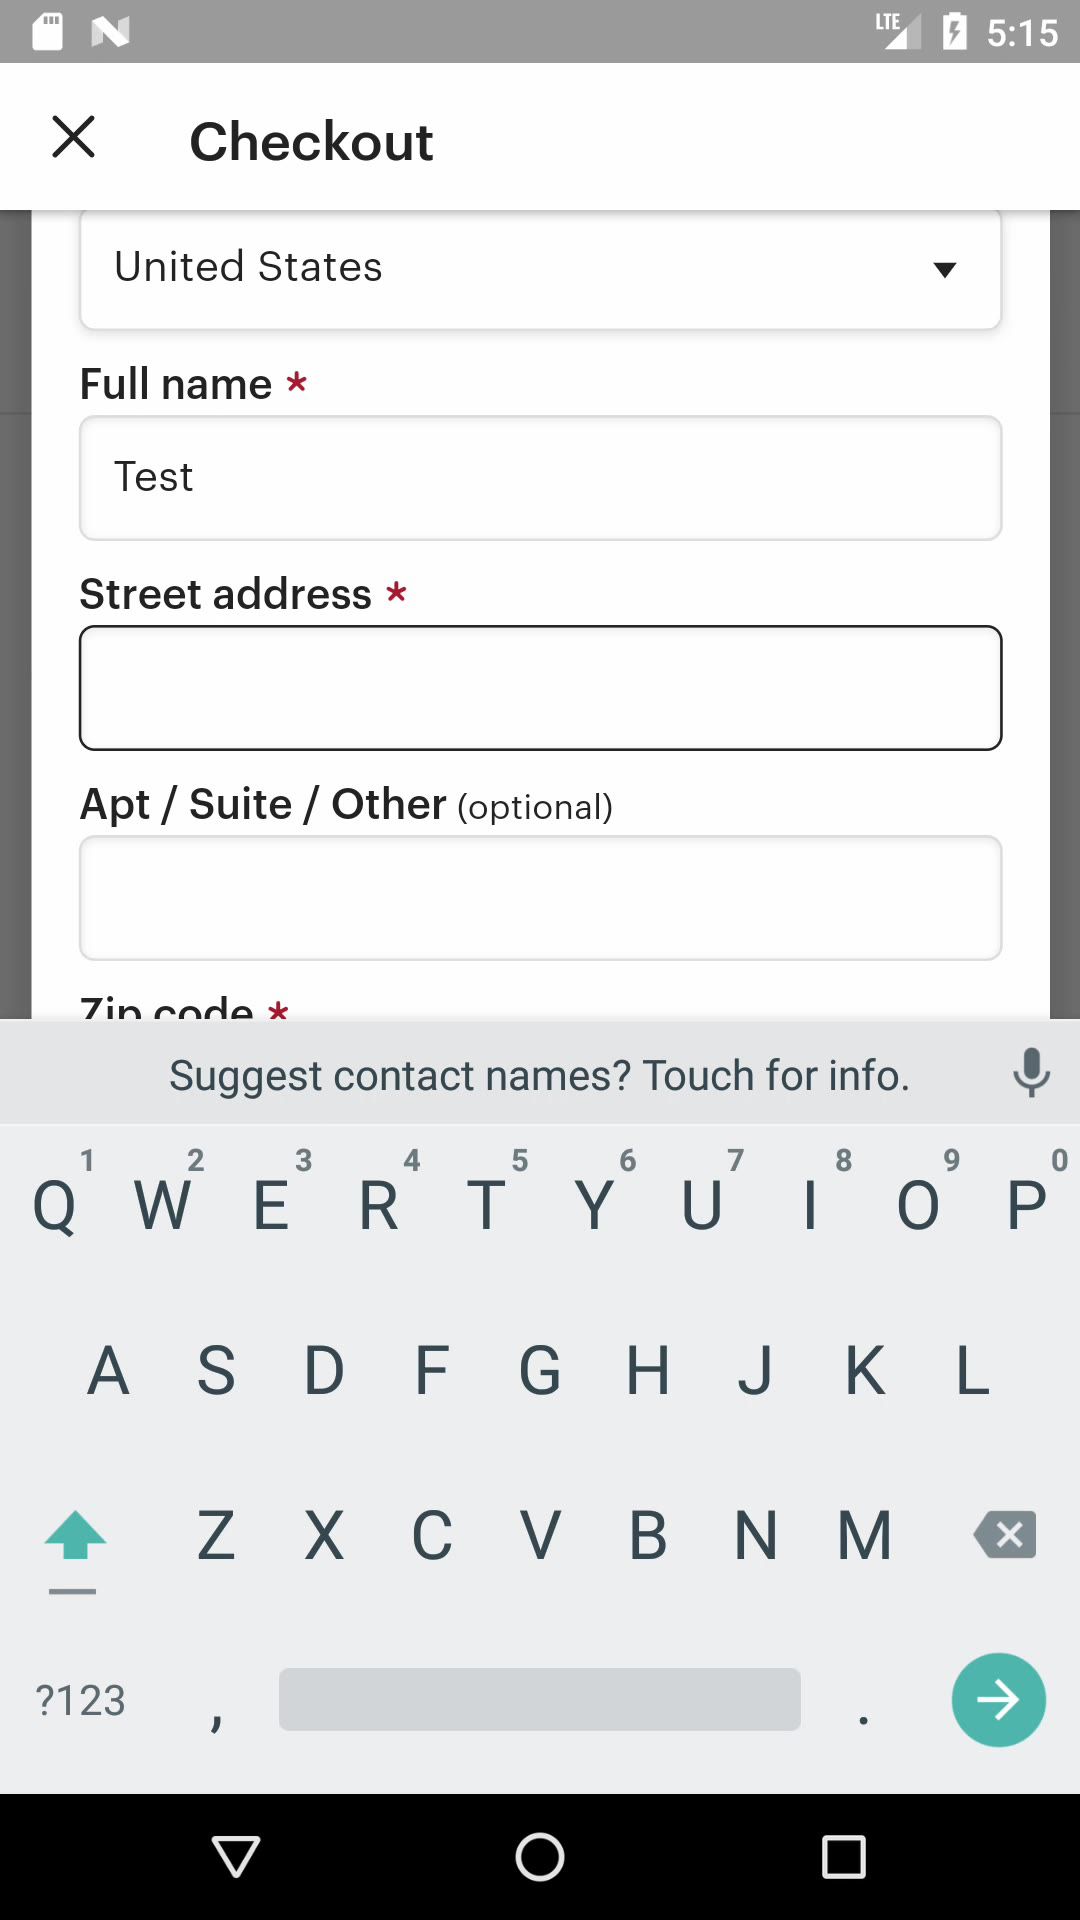 LTE 5:15
Checkout
United States
Full name *
Test
Street address *
Apt / Suite / Other (optional)
Zip code *
Suggest contact names? Touch for info.
1 2 3 4 5 6 7 8 9 0
Q W E R T Y U I O P
A S D F G H J K L
Z X C V B N M
?123 , .